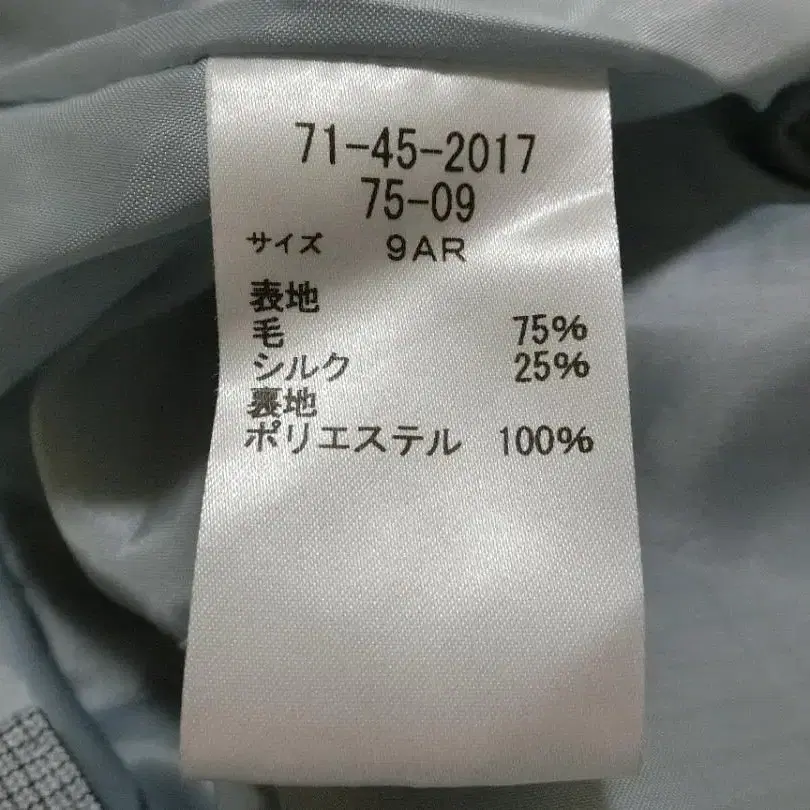 71-45-2017
75-09
サイズ 9AR
表地
毛 75%
シルク 25%
裏地
ポリエステル 100%